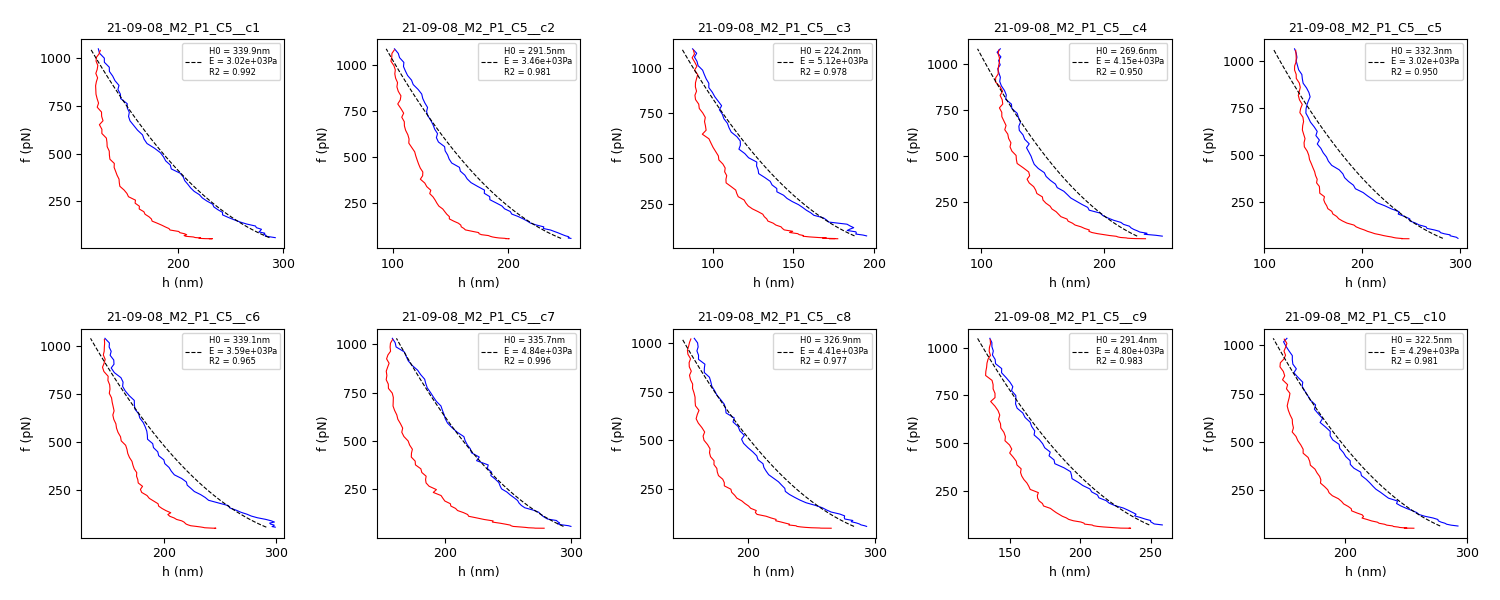 21-09-08_M2_P1_C5__c1
H0 = 339.9nm
E = 3.02e+03Pa
R2 = 0.992
1000
750
500
250
f (pN)
200
300
h (nm)
21-09-08_M2_P1_C5__c2
H0 = 291.5nm
E = 3.46e+03Pa
R2 = 0.981
1000
750
500
250
f (pN)
100
200
h (nm)
21-09-08_M2_P1_C5__c3
H0 = 224.2nm
E = 5.12e+03Pa
R2 = 0.978
1000
750
500
250
f (pN)
100
150
200
h (nm)
21-09-08_M2_P1_C5__c4
H0 = 269.6nm
E = 4.15e+03Pa
R2 = 0.950
1000
750
500
250
f (pN)
100
200
h (nm)
21-09-08_M2_P1_C5__c5
H0 = 332.3nm
E = 3.02e+03Pa
R2 = 0.950
1000
750
500
250
f (pN)
100
200
300
h (nm)
21-09-08_M2_P1_C5__c6
H0 = 339.1nm
E = 3.59e+03Pa
R2 = 0.965
1000
750
500
250
f (pN)
200
300
h (nm)
21-09-08_M2_P1_C5__c7
H0 = 335.7nm
E = 4.84e+03Pa
R2 = 0.996
1000
750
500
250
f (pN)
200
300
h (nm)
21-09-08_M2_P1_C5__c8
H0 = 326.9nm
E = 4.41e+03Pa
R2 = 0.977
1000
750
500
250
f (pN)
200
300
h (nm)
21-09-08_M2_P1_C5__c9
H0 = 291.4nm
E = 4.80e+03Pa
R2 = 0.983
1000
750
500
250
f (pN)
150
200
250
h (nm)
21-09-08_M2_P1_C5__c10
H0 = 322.5nm
E = 4.29e+03Pa
R2 = 0.981
1000
750
500
250
f (pN)
200
300
h (nm)